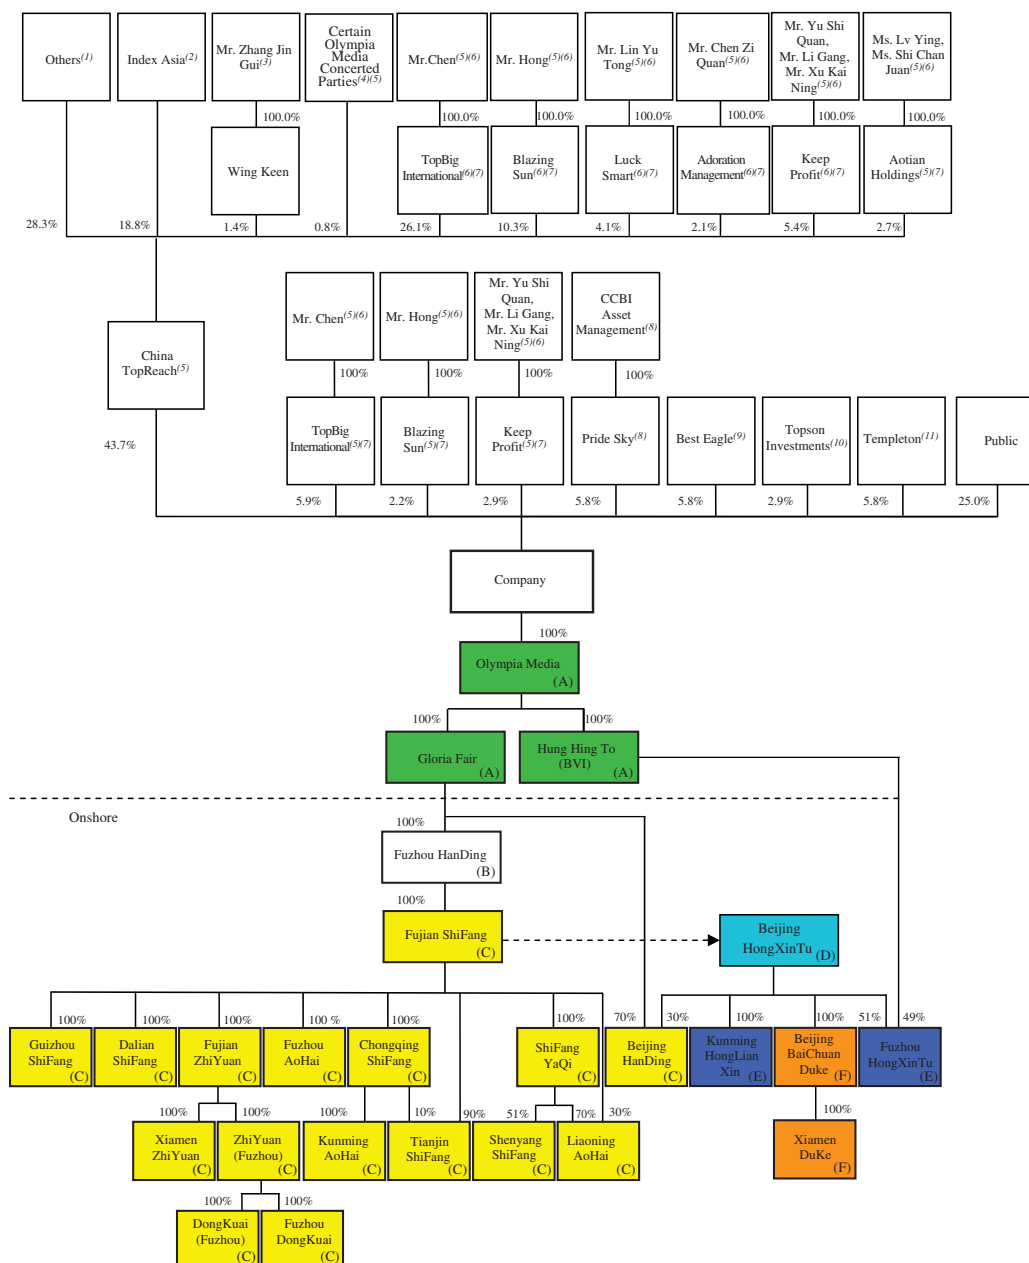 Others(1)
Index Asia(2)
Mr. Zhang Jin
Gui(3)
Certain
Olympia
Media
Concerted
Parties(4)(5)
Mr.Chen(5)(6)
Mr. Hong(5)(6)
Mr. Lin Yu
Tong(5)(6)
Mr. Chen Zi
Quan(5)(6)
Mr. Yu Shi
Quan,
Mr. Li Gang,
Mr. Xu Kai
Ning(5)(6)
Ms. Lv Ying,
Ms. Shi Chan
Juan(5)(6)
100.0%
100.0%
100.0%
100.0%
100.0%
100.0%
100.0%
Wing Keen
TopBig
International(6)(7)
Blazing
Sun(6)(7)
Luck
Smart(6)(7)
Adoration
Management(6)(7)
Keep
Profit(6)(7)
Aotian
Holdings(5)(7)
28.3%
18.8%
1.4%
0.8%
26.1%
10.3%
4.1%
2.1%
5.4%
2.7%
Mr. Chen(5)(6)
Mr. Hong(5)(6)
Mr. Yu Shi
Quan,
Mr. Li Gang,
Mr. Xu Kai
Ning(5)(6)
CCBI
Asset
Management(8)
China
TopReach(5)
100%
100%
100%
100%
43.7%
TopBig
International(5)(7)
Blazing
Sun(5)(7)
Keep
Profit(5)(7)
Pride Sky(8)
Best Eagle(9)
Topson
Investments(10)
Templeton(11)
Public
5.9%
2.2%
2.9%
5.8%
5.8%
2.9%
5.8%
25.0%
Company
100%
Olympia Media
(A)
100%
100%
Gloria Fair
(A)
Hung Hing To
(BVI)
(A)
Onshore
100%
Fuzhou HanDing
(B)
100%
Fujian ShiFang
(C)
Beijing
HongXinTu
(D)
100%
100%
100%
100 %
100%
100%
70%
30%
100%
100%
51%
49%
Guizhou
ShiFang
(C)
Dalian
ShiFang
(C)
Fujian
ZhiYuan
(C)
Fuzhou
AoHai
(C)
Chongqing
ShiFang
(C)
ShiFang
YaQi
(C)
Beijing
HanDing
(C)
Kunming
HongLian
Xin
(E)
Beijing
BaiChuan
Duke
(F)
Fuzhou
HongXinTu
(E)
100%
100%
100%
10%
90%
51%
70%
30%
100%
Xiamen
ZhiYuan
(C)
ZhiYuan
(Fuzhou)
(C)
Kunming
AoHai
(C)
Tianjin
ShiFang
(C)
Shenyang
ShiFang
(C)
Liaoning
AoHai
(C)
Xiamen
DuKe
(F)
100%
100%
DongKuai
(Fuzhou)
(C)
Fuzhou
DongKuai
(C)